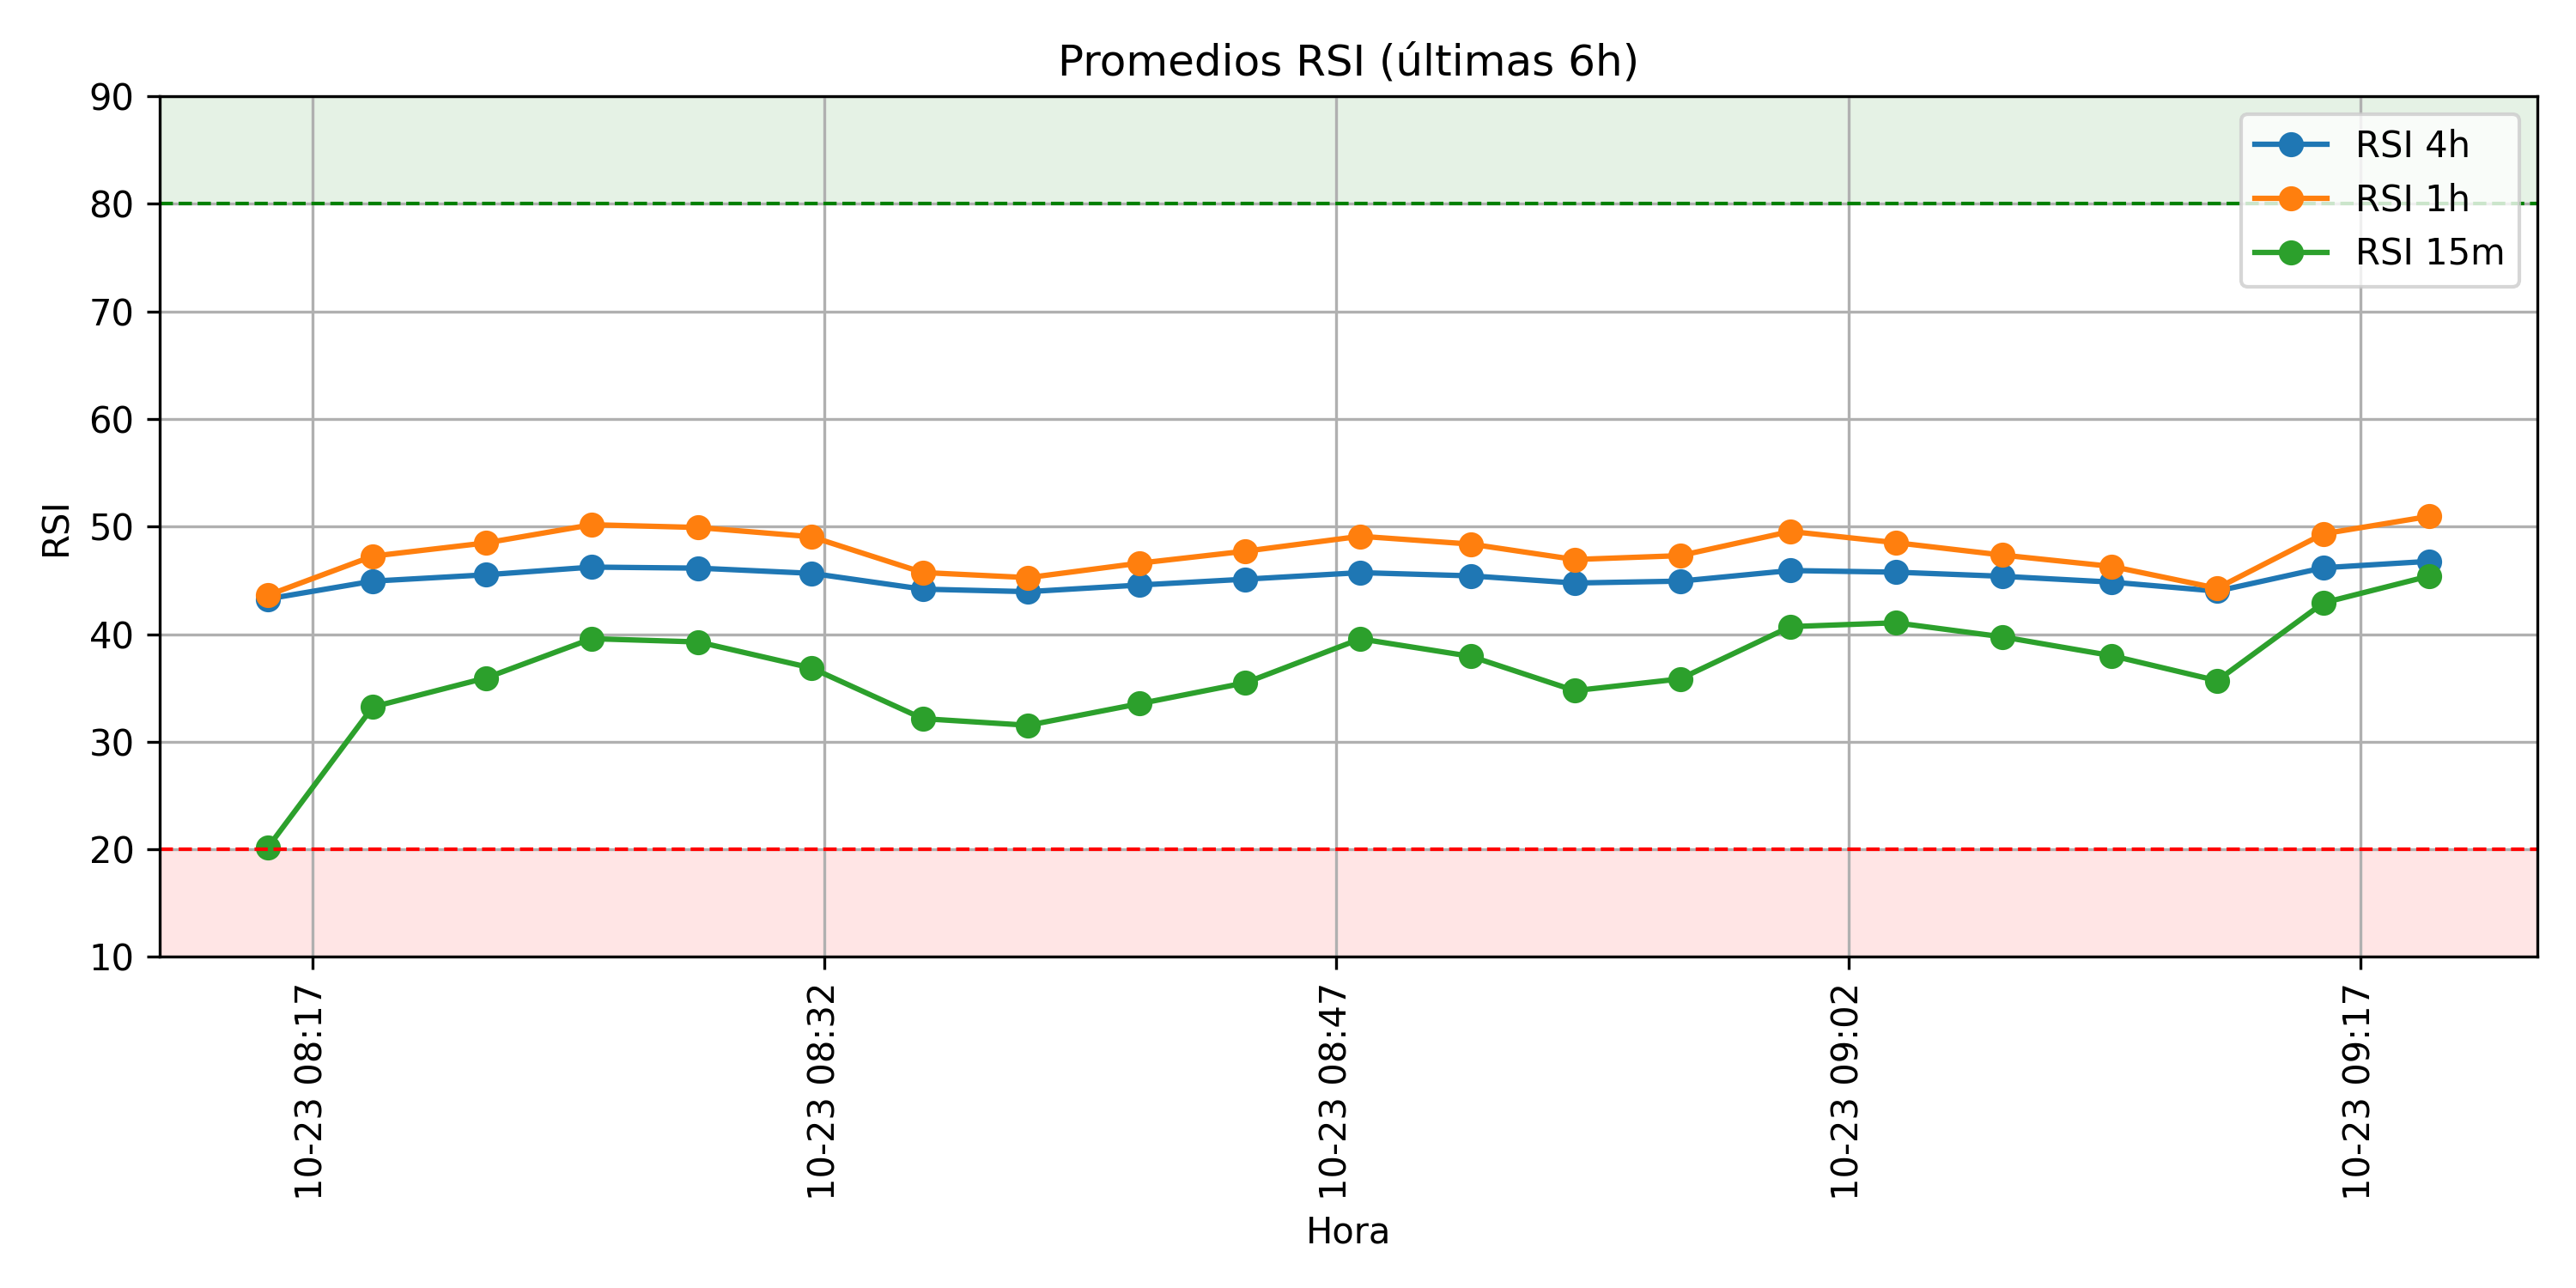 Promedios RSI (últimas 6h)
90
80
70
60
50
40
30
20
10
RSI
RSI 4h
RSI 1h
RSI 15m
10-23 08:17
10-23 08:32
10-23 08:47
10-23 09:02
10-23 09:17
Hora